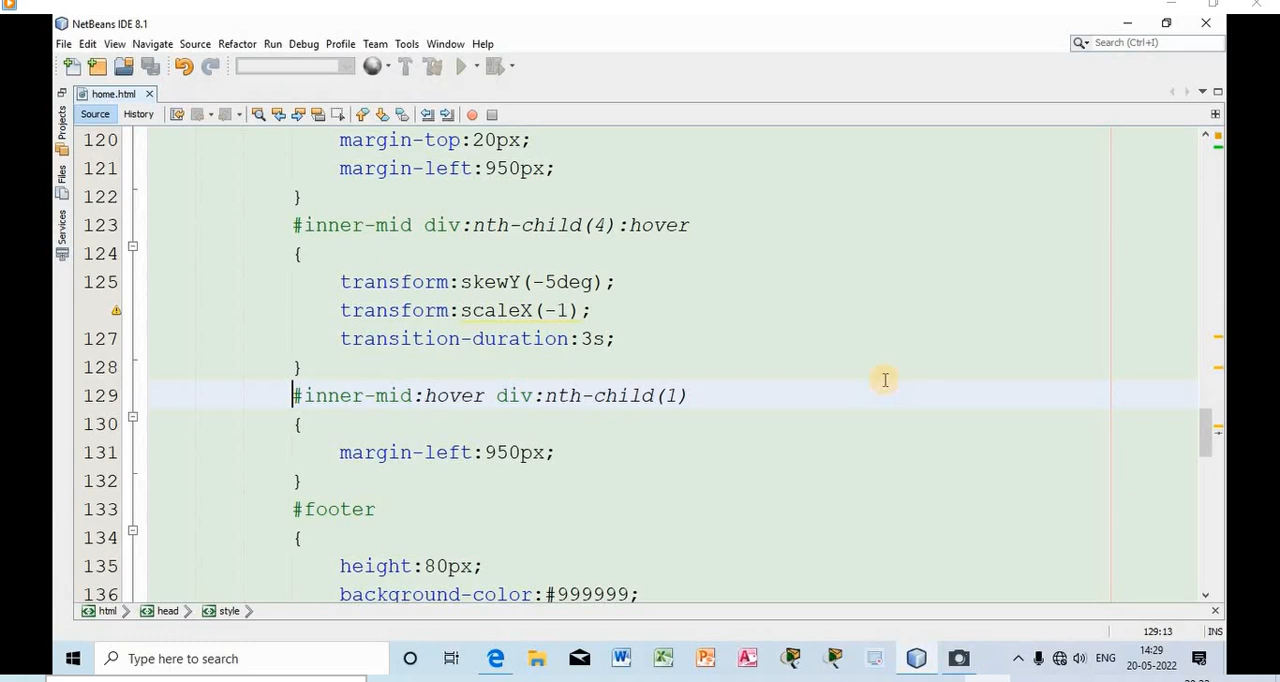 NetBeans IDE 8.1
File Edit View Navigate Source Refactor Run Debug Profile Team Tools Window Help
Search (Ctrl+I)
home.html
Source History
Projects
Files
Services
120 margin-top:20px;
121 margin-left:950px;
122 }
123 #inner-mid div:nth-child(4):hover
124 {
125 transform:skewY(-5deg);
transform:scaleX(-1);
127 transition-duration:3s;
128 }
129 #inner-mid:hover div:nth-child(1)
130 {
131 margin-left:950px;
132 }
133 #footer
134 {
135 height:80px;
136 background-color:#999999;
html head style
129:13 INS
Type here to search
ENG
14:29
20-05-2022